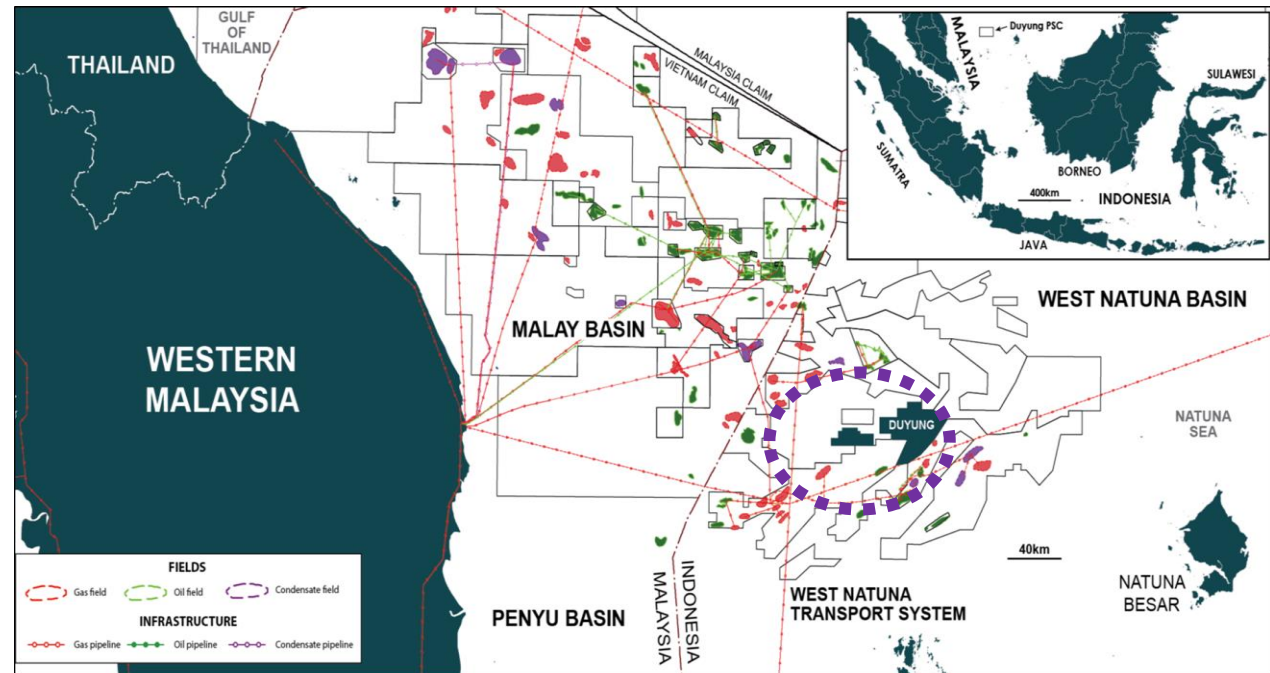 GULF
OF
THAILAND
THAILAND
MALAYSIA CLAIM
VIETNAM CLAIM
MALAYSIA
Duyung PSC
SULAWESI
SUMATRA
BORNEO
400km
INDONESIA
JAVA
WEST NATUNA BASIN
MALAY BASIN
WESTERN
MALAYSIA
DUYUNG
NATUNA
SEA
40km
FIELDS
Gas field
Oil field
Condensate field
INFRASTRUCTURE
Gas pipeline
Oil pipeline
Condensate pipeline
PENYU BASIN
MALAYSIA
INDONESIA
WEST NATUNA
TRANSPORT SYSTEM
NATUNA
BESAR